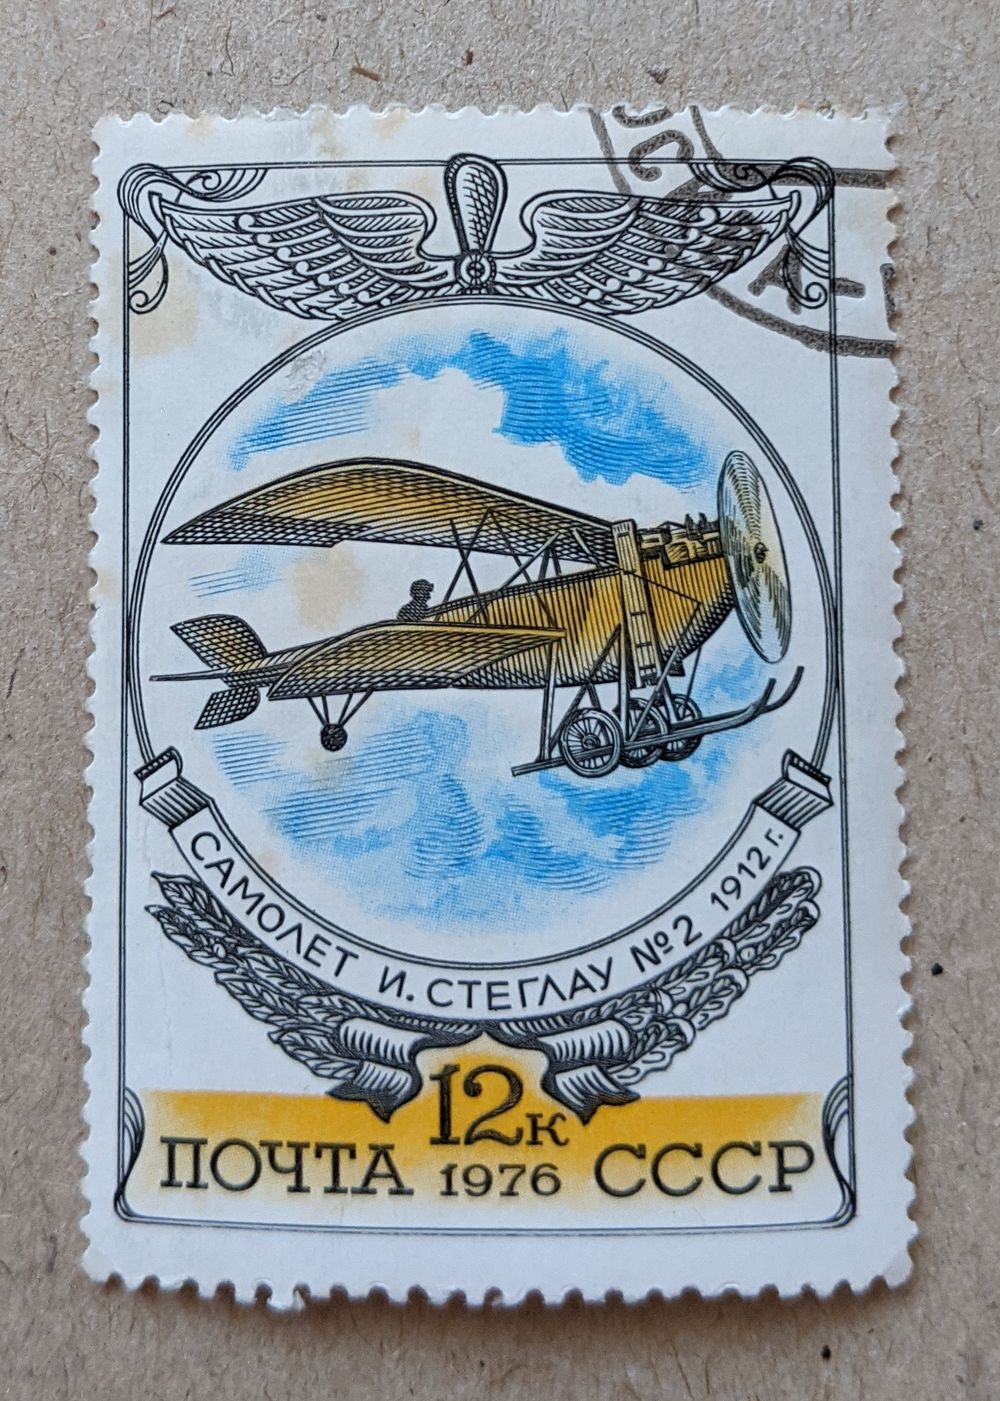 САМОЛЕТ И. СТЕГЛАУ №2 1912 г.
12к
ПОЧТА 1976 СССР